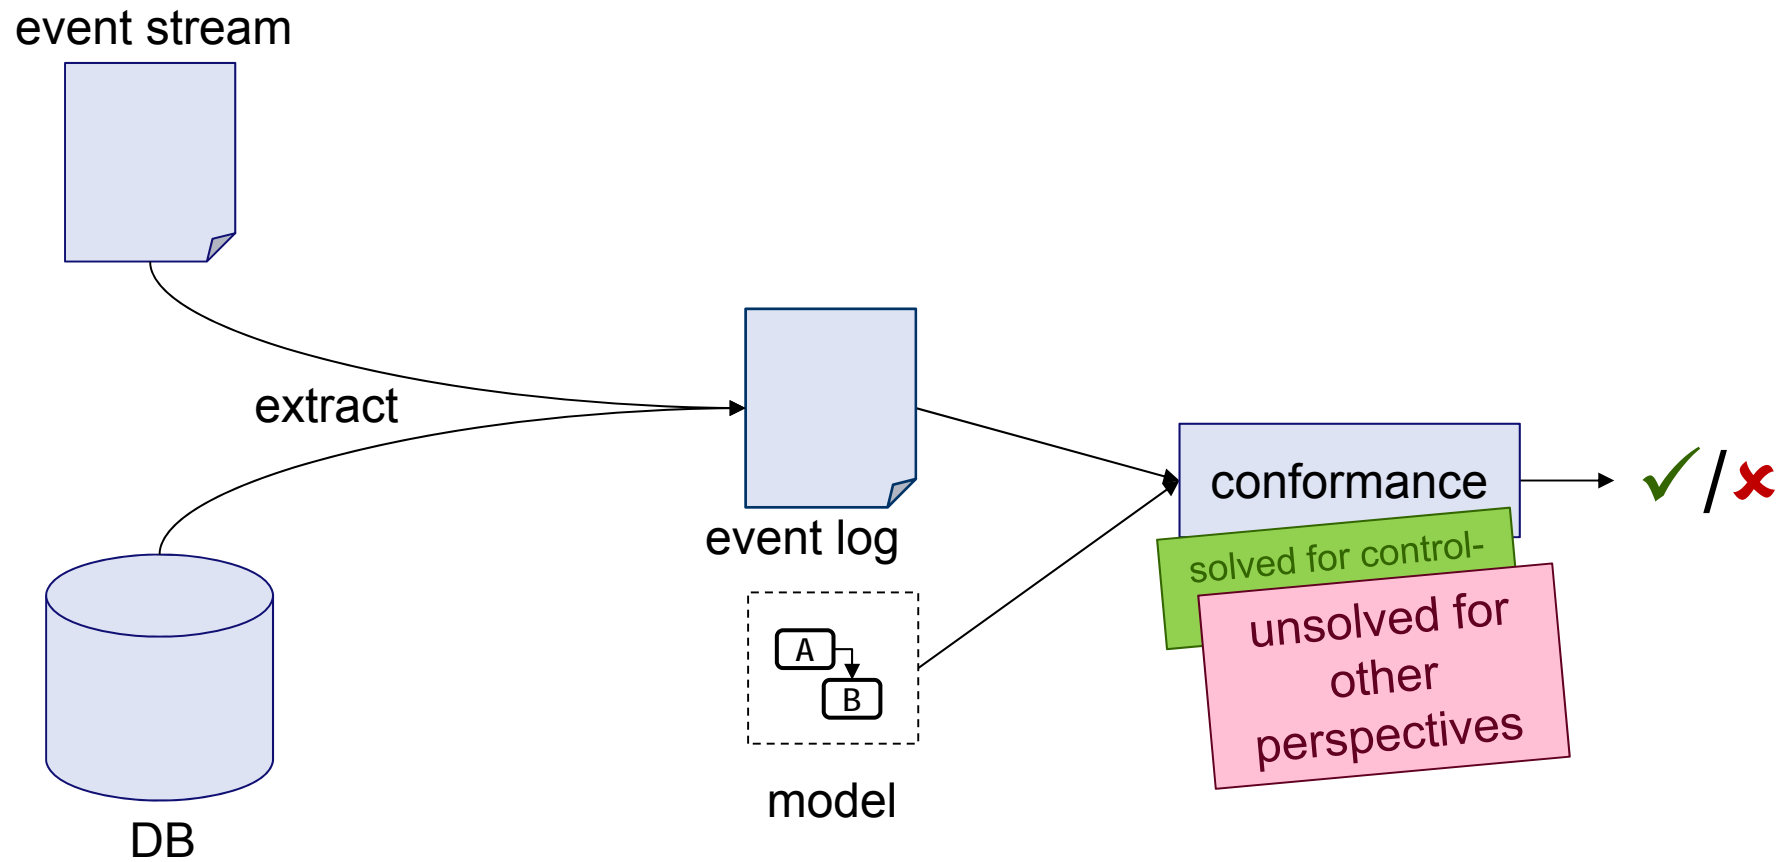 event stream
extract
event log
conformance
✓/✘
solved for control-
unsolved for
other
perspectives
A
B
model
DB